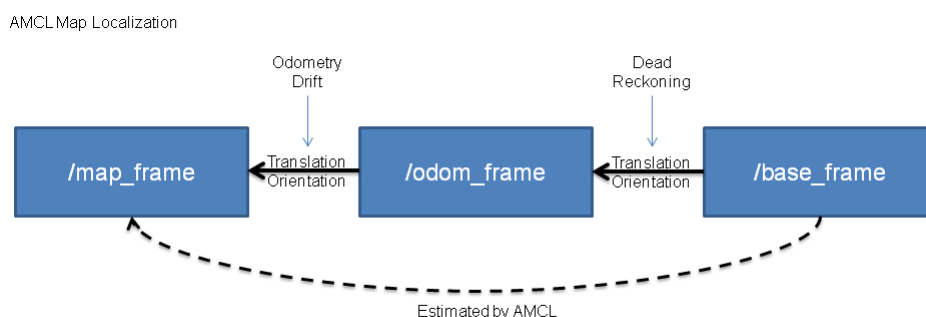 AMCL Map Localization
Odometry
Drift
Dead
Reckoning
/map_frame
Translation
Orientation
/odom_frame
Translation
Orientation
/base_frame
Estimated by AMCL